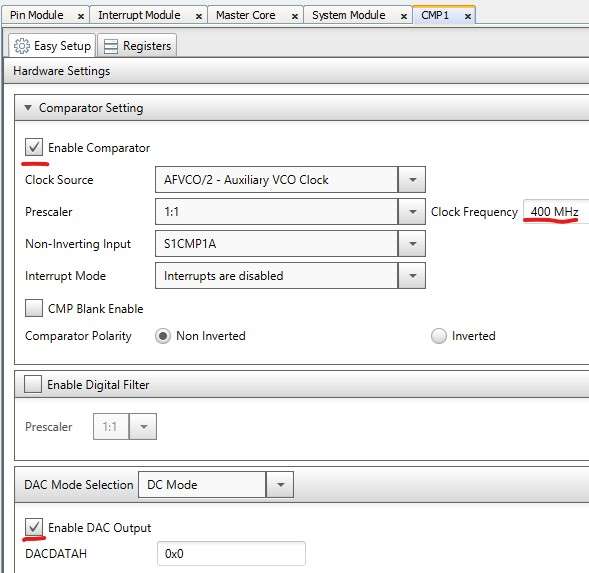 Pin Module × Interrupt Module × Master Core × System Module × CMP1 ×
Easy Setup Registers
Hardware Settings
Comparator Setting
Enable Comparator
Clock Source AFVCO/2 - Auxiliary VCO Clock
Prescaler 1:1 Clock Frequency 400 MHz
Non-Inverting Input S1CMP1A
Interrupt Mode Interrupts are disabled
CMP Blank Enable
Comparator Polarity Non Inverted Inverted
Enable Digital Filter
Prescaler 1:1
DAC Mode Selection DC Mode
Enable DAC Output
DACDATAH 0x0